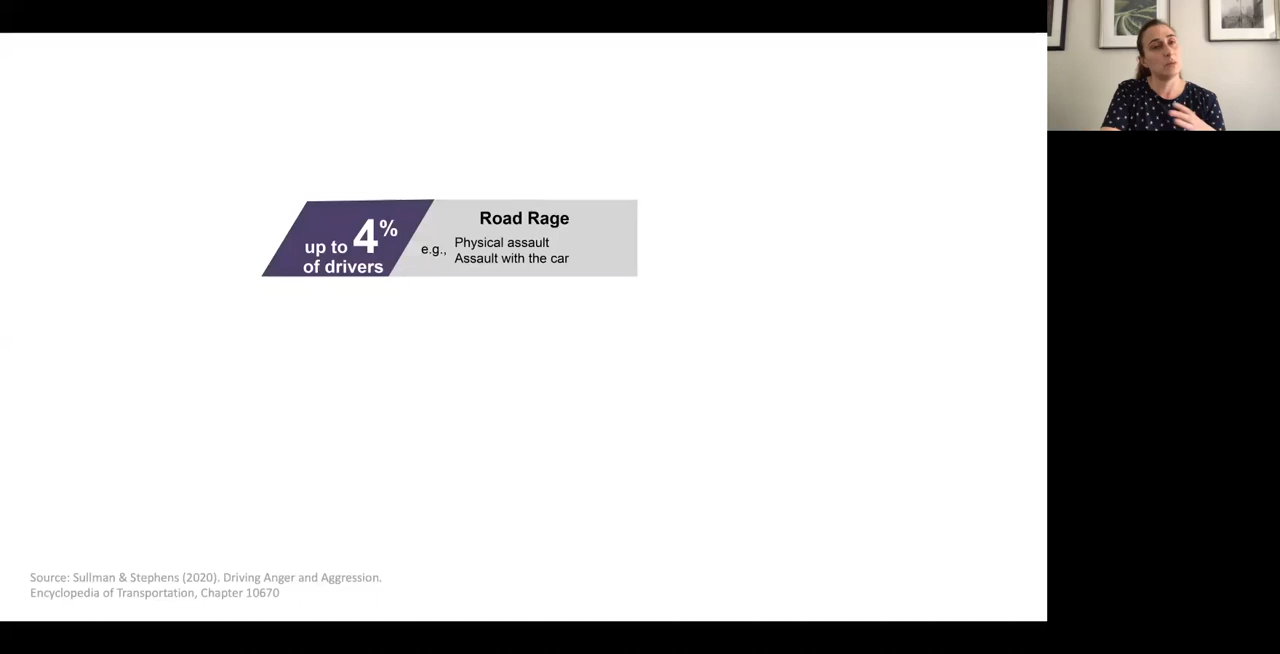 up to 4%
of drivers
Road Rage
e.g., Physical assault
Assault with the car
Source: Sullman & Stephens (2020). Driving Anger and Aggression.
Encyclopedia of Transportation, Chapter 10670